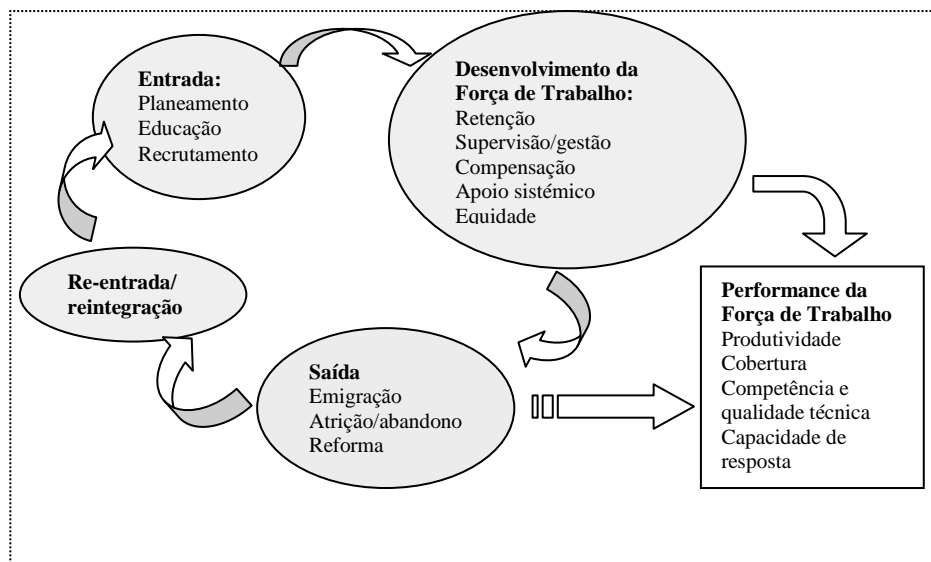 Entrada:
Planeamento
Educação
Recrutamento
Desenvolvimento da
Força de Trabalho:
Retenção
Supervisão/gestão
Compensação
Apoio sistémico
Equidade
Re-entrada/
reintegração
Saída
Emigração
Atrição/abandono
Reforma
Performance da
Força de Trabalho
Produtividade
Cobertura
Competência e
qualidade técnica
Capacidade de
resposta